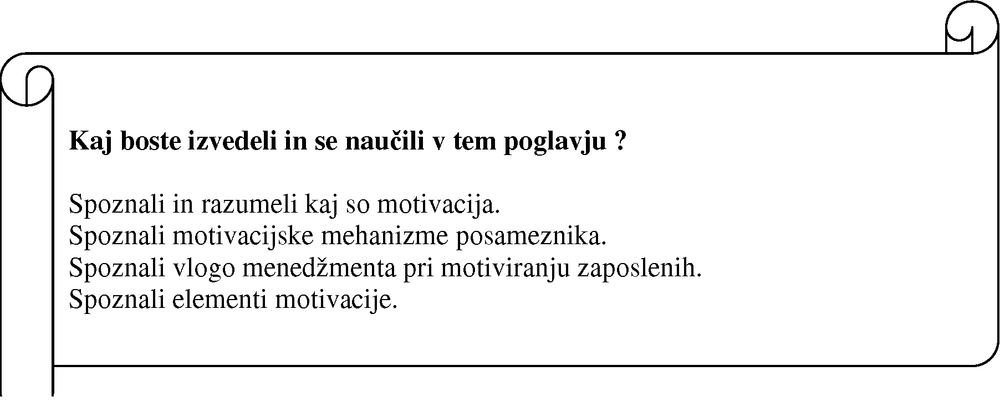 Kaj boste izvedeli in se naučili v tem poglavju ?
Spoznali in razumeli kaj so motivacija.
Spoznali motivacijske mehanizme posameznika.
Spoznali vlogo menedžmenta pri motiviranju zaposlenih.
Spoznali elementi motivacije.